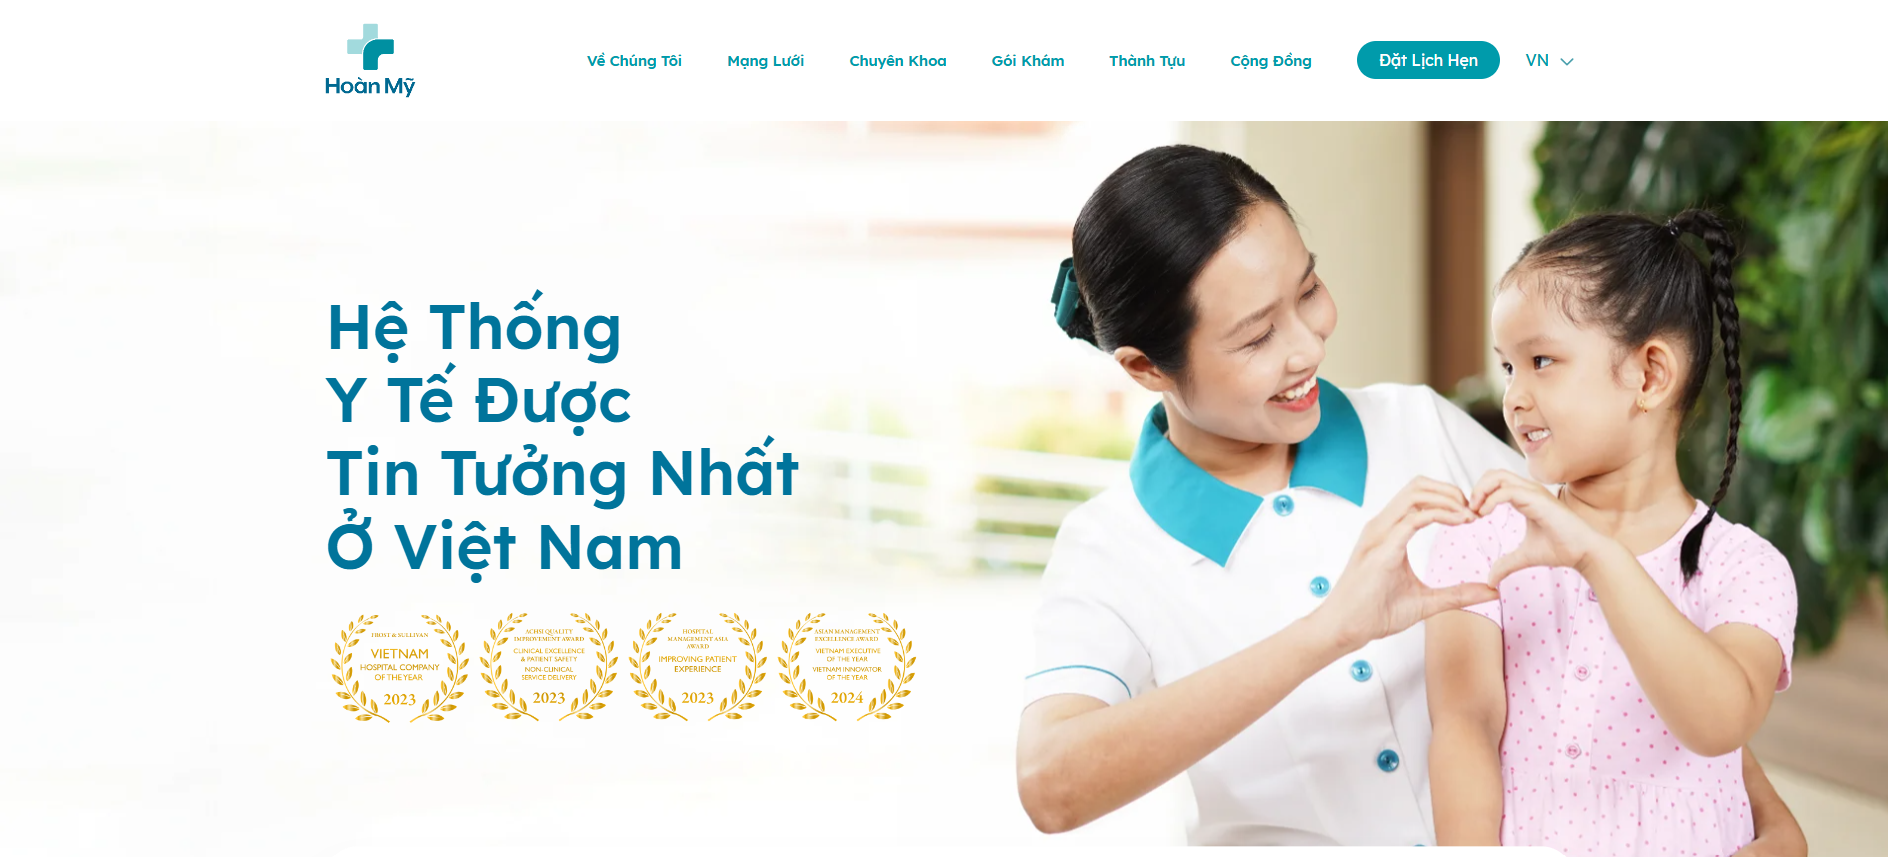 Hoàn Mỹ
Về Chúng Tôi
Mạng Lưới
Chuyên Khoa
Gói Khám
Thành Tựu
Cộng Đồng
Đặt Lịch Hẹn
VN
Hệ Thống
Y Tế Được
Tin Tưởng Nhất
Ở Việt Nam
FROST & SULLIVAN
VIETNAM
HOSPITAL COMPANY
OF THE YEAR
2023
ACHSI QUALITY
IMPROVEMENT AWARD
CLINICAL EXCELLENCE
& PATIENT SAFETY
NON-CLINICAL
SERVICE DELIVERY
2023
HOSPITAL
MANAGEMENT ASIA
AWARD
IMPROVING PATIENT
EXPERIENCE
2023
ASIAN MANAGEMENT
EXCELLENCE AWARD
VIETNAM EXECUTIVE
OF THE YEAR
VIETNAM INNOVATOR
OF THE YEAR
2024